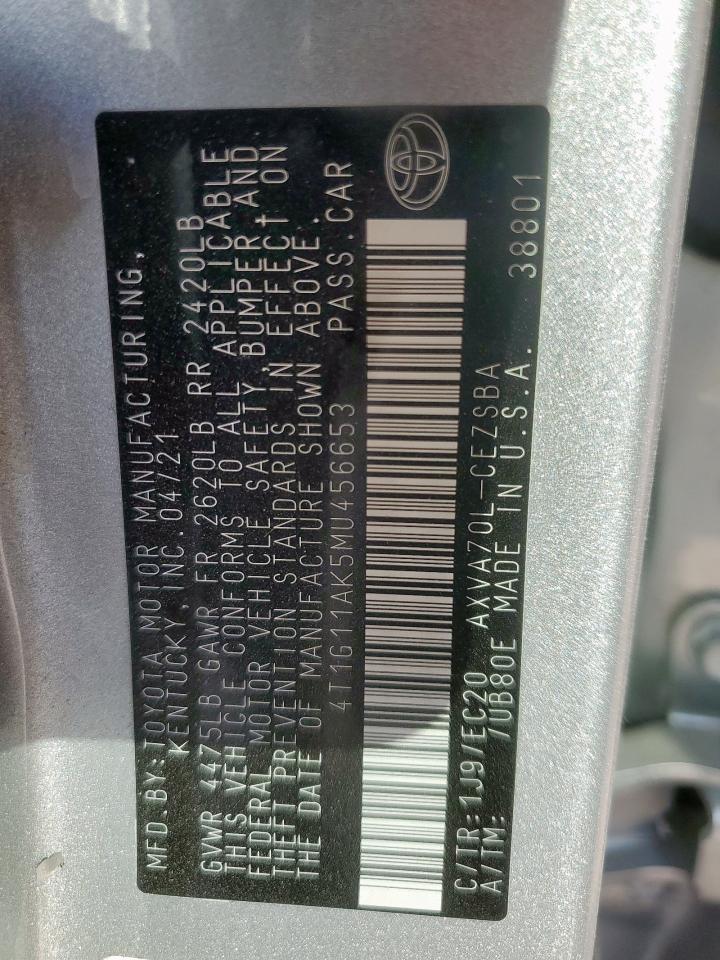 MFD.BY:TOYOTA MOTOR MANUFACTURING,
KENTUCKY, INC.04/21
GVWR 4475LB GAWR FR 2620LB RR 2420LB
THIS VEHICLE CONFORMS TO ALL APPLICABLE
FEDERAL MOTOR VEHICLE SAFETY,BUMPER,AND
THEFT PREVENTION STANDARDS IN EFFECT ON
THE DATE OF MANUFACTURE SHOWN ABOVE.
4T1G11AK5MU456653 PASS.CAR
C/TR:1J9/EC20 AXVA70L-CEZSBA
A/TM: /UB80E MADE IN U.S.A. 38801